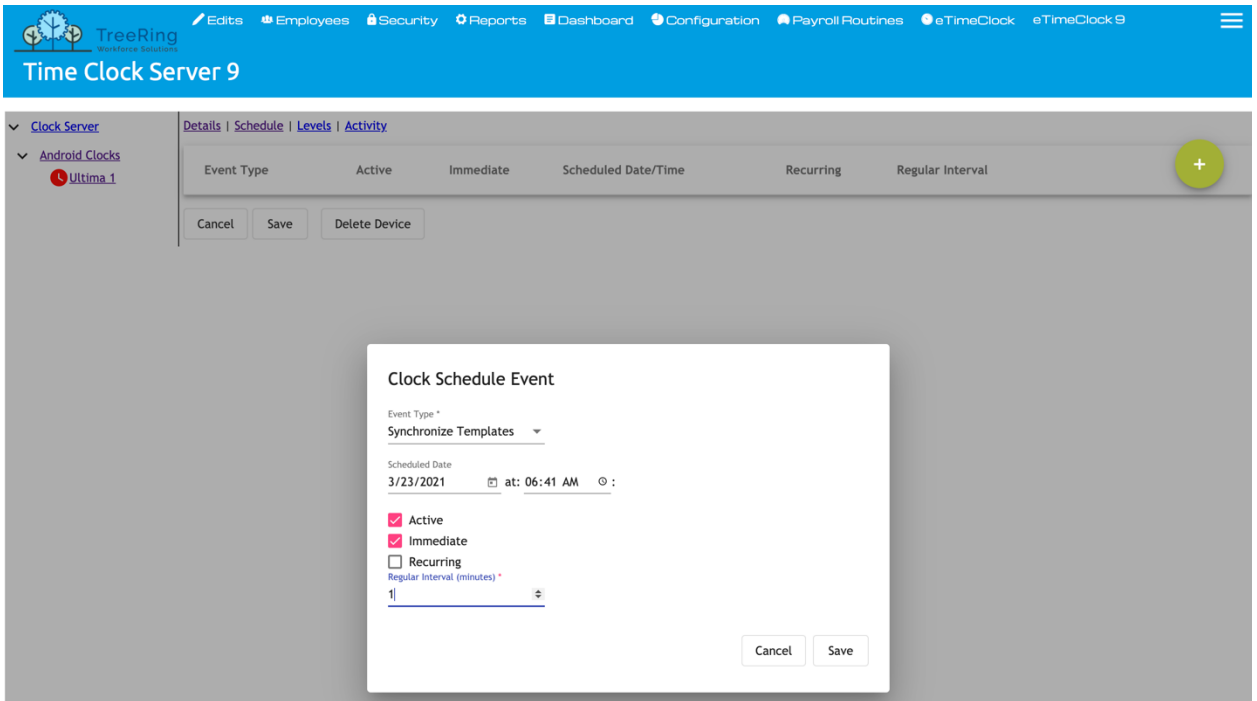 Edits Employees Security Reports Dashboard Configuration Payroll Routines eTimeClock eTimeClock 9
TreeRing
Workforce Solutions
Time Clock Server 9
Clock Server
Details | Schedule | Levels | Activity
Android Clocks
Ultima 1
Event Type Active Immediate Scheduled Date/Time Recurring Regular Interval +
Cancel Save Delete Device
Clock Schedule Event
Event Type *
Synchronize Templates
Scheduled Date
3/23/2021 at: 06:41 AM :
Active
Immediate
Recurring
Regular Interval (minutes) *
1
Cancel Save